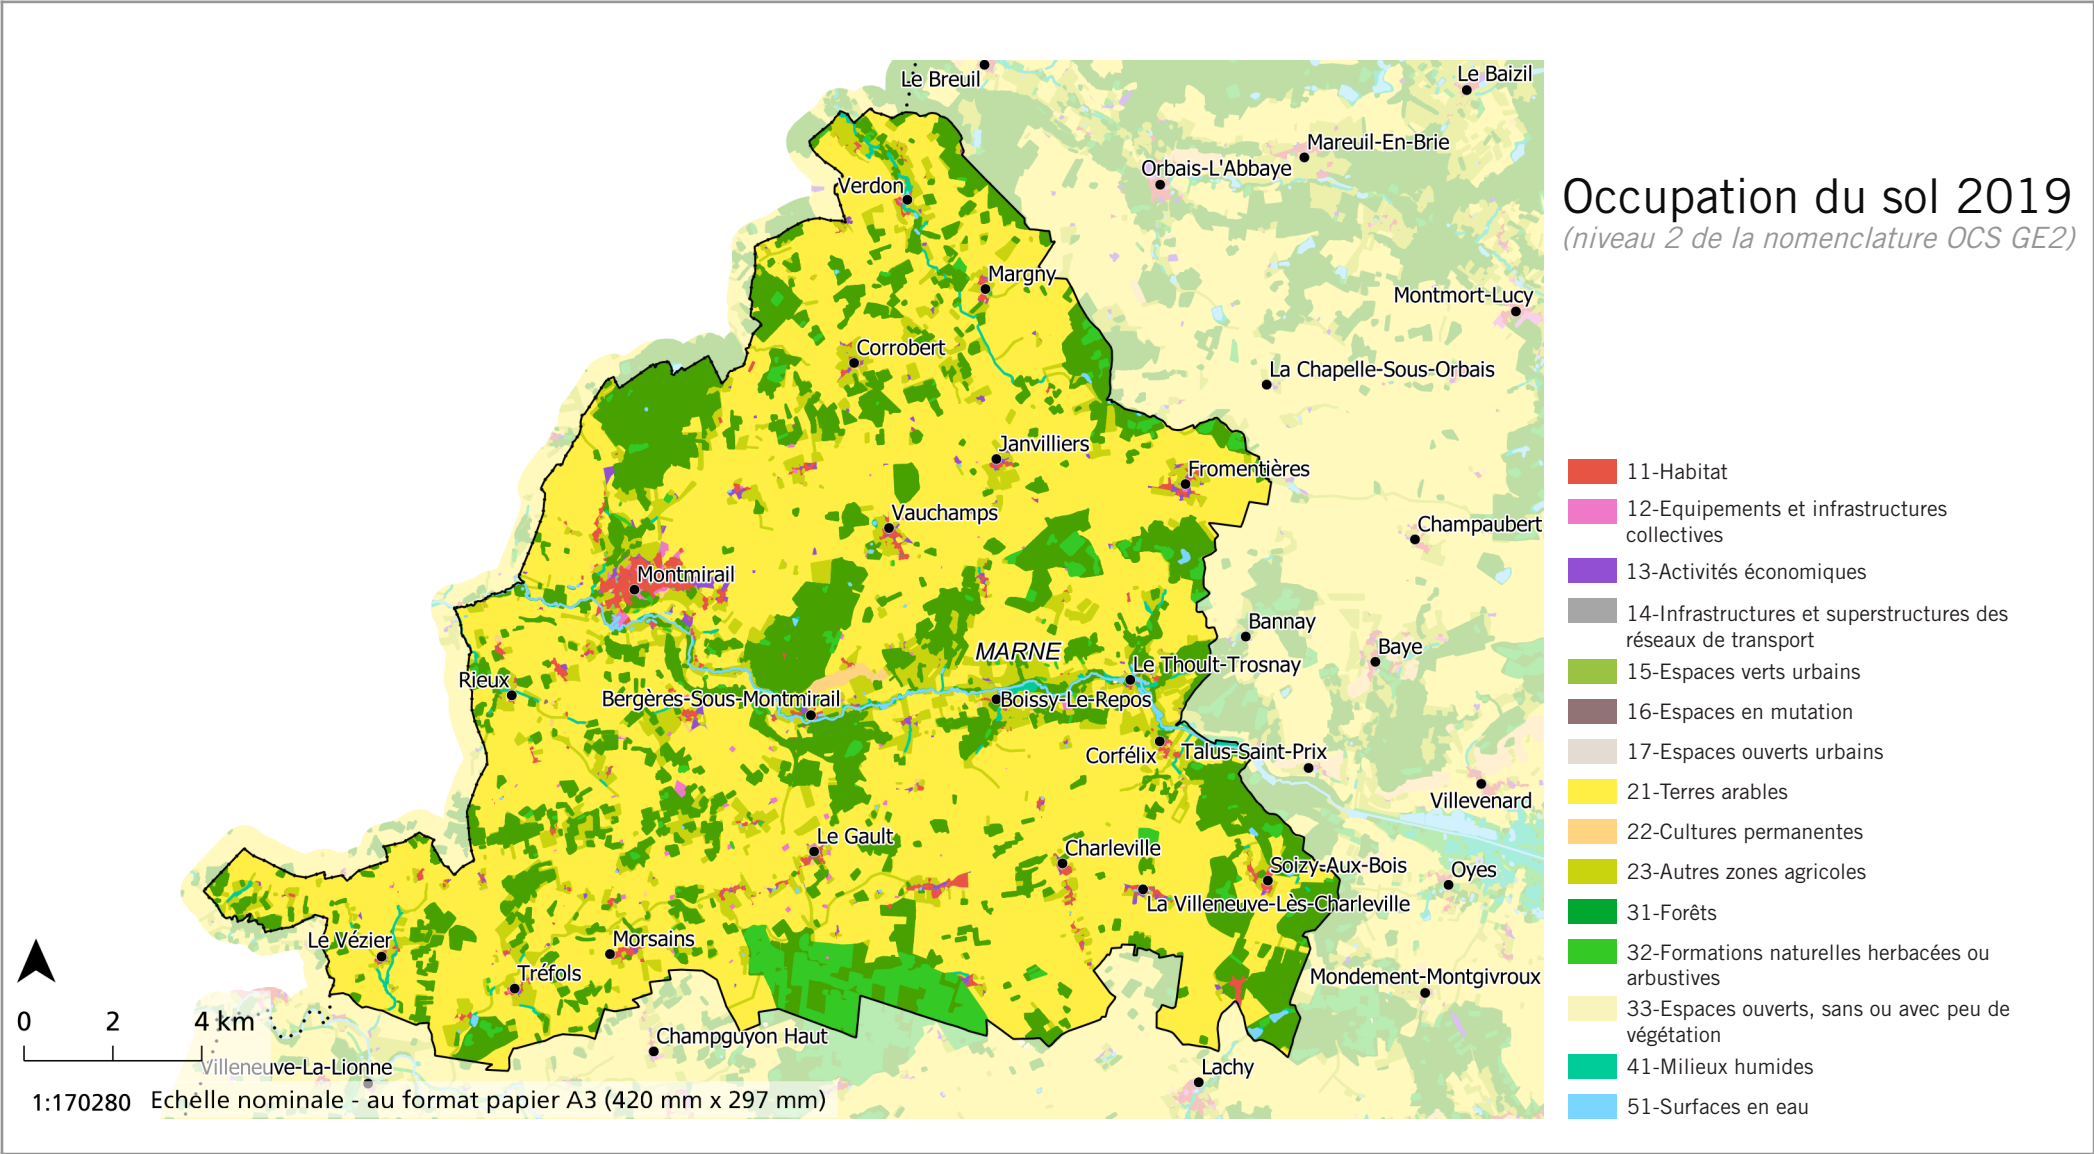 Le Breuil
Le Baizil
Mareuil-En-Brie
Orbais-L'Abbaye
Verdon
Margny
Montmort-Lucy
Corrobert
La Chapelle-Sous-Orbais
Janvilliers
Fromentières
Vauchamps
Champaubert
Montmirail
Bannay
MARNE
Baye
Le Thoult-Trosnay
Rieux
Bergères-Sous-Montmirail
Boissy-Le-Repos
Corfélix
Talus-Saint-Prix
Villevenard
Le Gault
Charleville
Soizy-Aux-Bois
Oyes
La Villeneuve-Lès-Charleville
Le Vézier
Morsains
Tréfols
Mondement-Montgivroux
Champguyon Haut
Villeneuve-La-Lionne
Lachy
0 2 4 km
1:170280 Echelle nominale - au format papier A3 (420 mm x 297 mm)
Occupation du sol 2019
(niveau 2 de la nomenclature OCS GE2)
11-Habitat
12-Equipements et infrastructures
collectives
13-Activités économiques
14-Infrastructures et superstructures des
réseaux de transport
15-Espaces verts urbains
16-Espaces en mutation
17-Espaces ouverts urbains
21-Terres arables
22-Cultures permanentes
23-Autres zones agricoles
31-Forêts
32-Formations naturelles herbacées ou
arbustives
33-Espaces ouverts, sans ou avec peu de
végétation
41-Milieux humides
51-Surfaces en eau